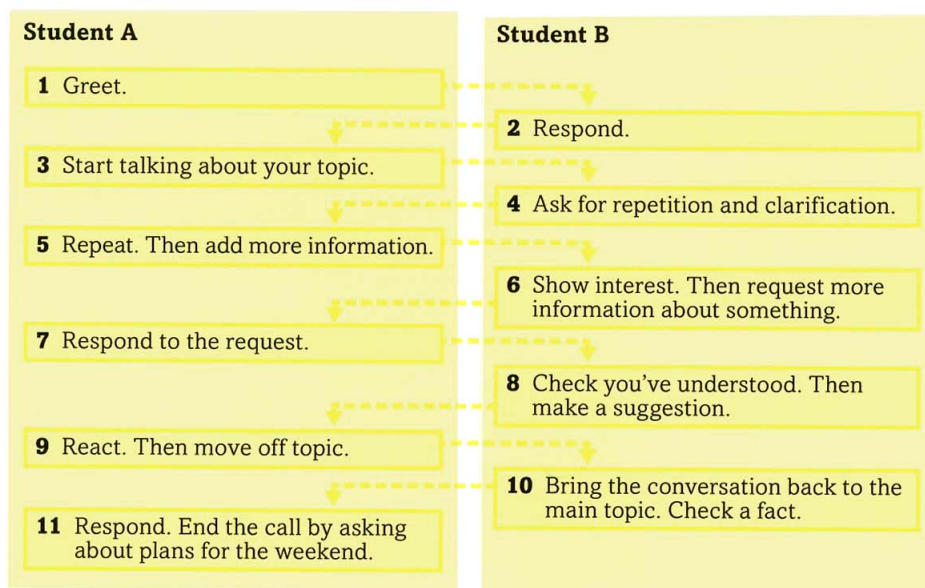 Student A
Student B
1 Greet.
2 Respond.
3 Start talking about your topic.
4 Ask for repetition and clarification.
5 Repeat. Then add more information.
6 Show interest. Then request more
information about something.
7 Respond to the request.
8 Check you've understood. Then
make a suggestion.
9 React. Then move off topic.
10 Bring the conversation back to the
main topic. Check a fact.
11 Respond. End the call by asking
about plans for the weekend.